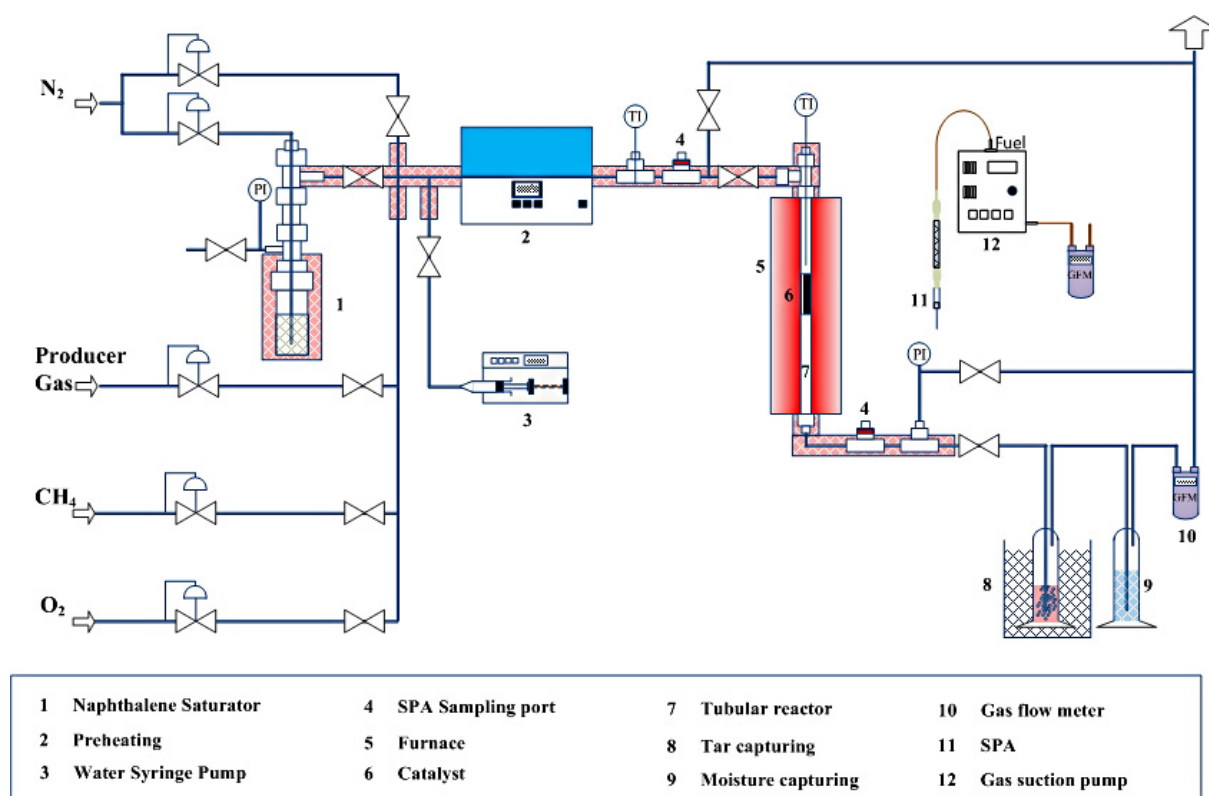 N₂
TI
4
TI
Fuel
PI
2
12
GFM
5
6
11
1
Producer
Gas
PI
7
3
4
CH₄
GFM
10
8
9
O₂
1 Naphthalene Saturator
4 SPA Sampling port
7 Tubular reactor
10 Gas flow meter
2 Preheating
5 Furnace
8 Tar capturing
11 SPA
3 Water Syringe Pump
6 Catalyst
9 Moisture capturing
12 Gas suction pump